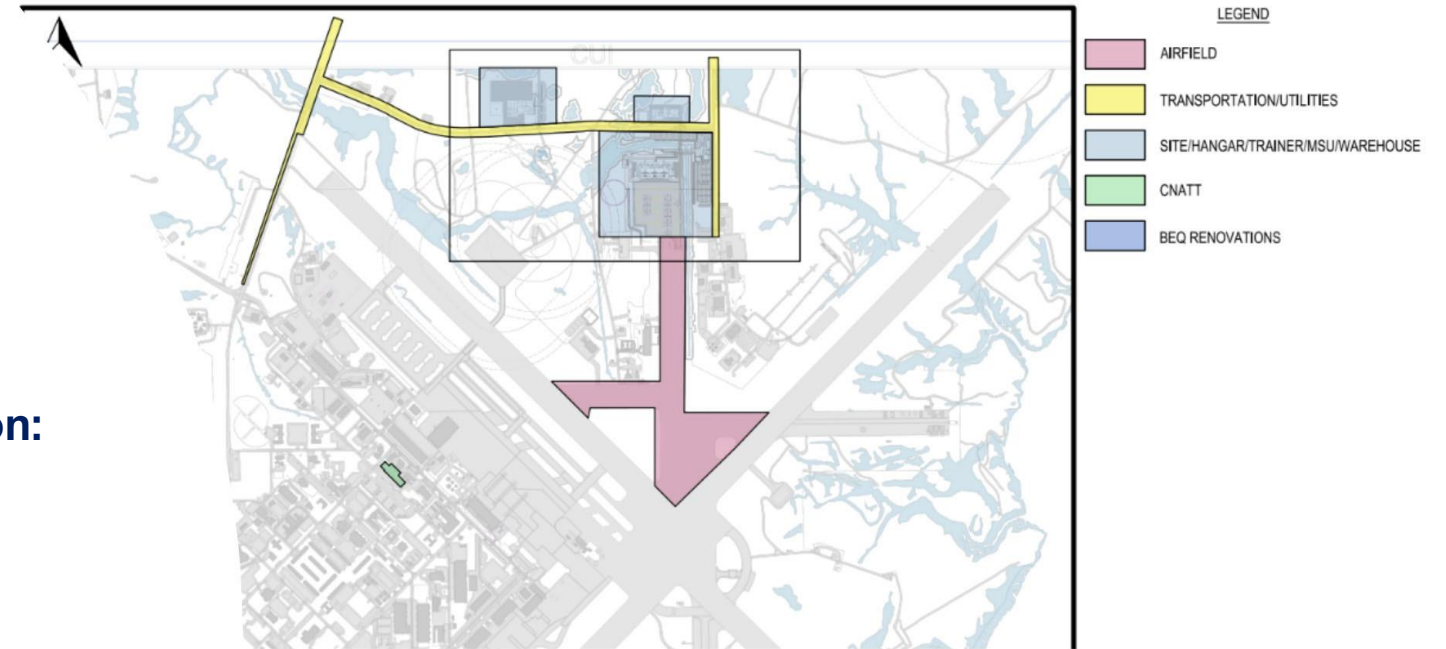 CUI
LEGEND
AIRFIELD
TRANSPORTATION/UTILITIES
SITE/HANGAR/TRAINER/MSU/WAREHOUSE
CNATT
BEQ RENOVATIONS
on: